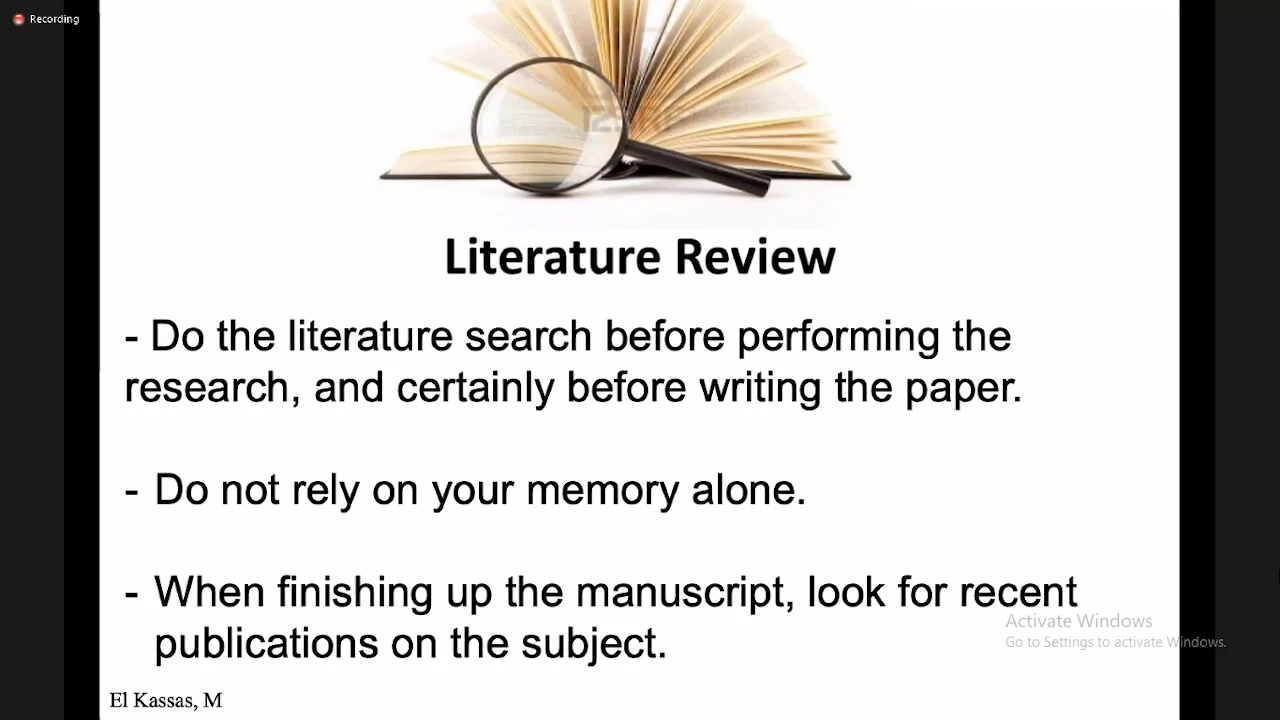 Recording
Literature Review
- Do the literature search before performing the
research, and certainly before writing the paper.
- Do not rely on your memory alone.
- When finishing up the manuscript, look for recent
publications on the subject.
Activate Windows
Go to Settings to activate Windows.
El Kassas, M